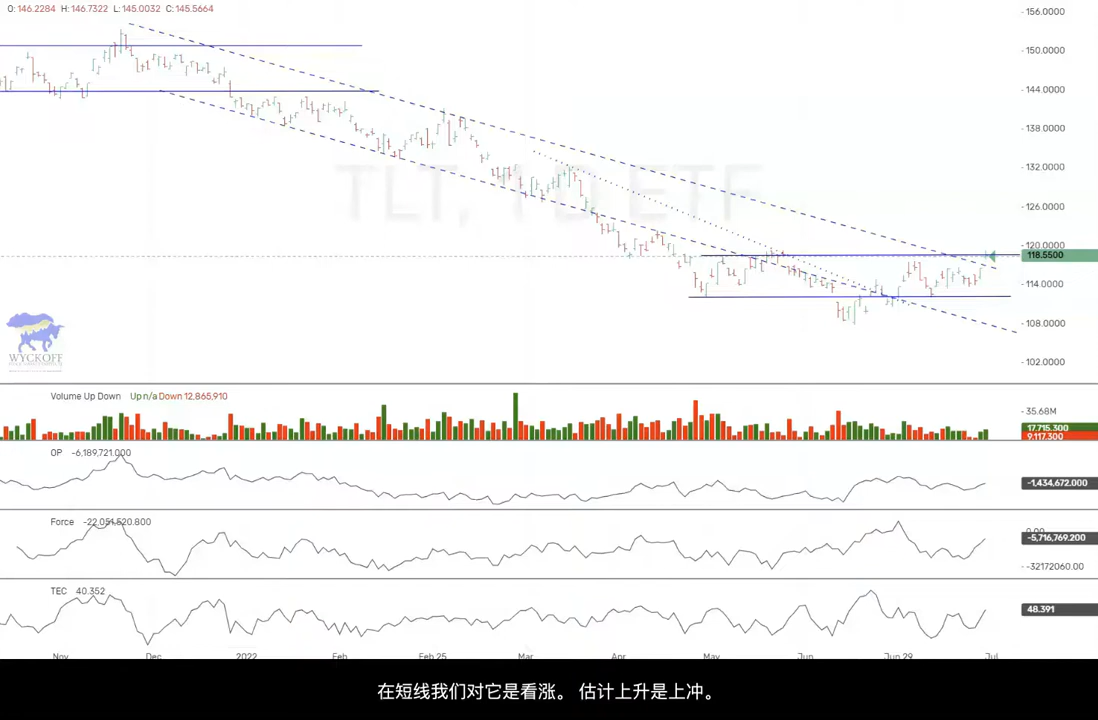 O: 146.2284 H: 146.7322 L: 145.0032 C: 145.5664
156.0000
150.0000
144.0000
138.0000
132.0000
TLT, 1D ETF
126.0000
120.0000
118.5500
114.0000
108.0000
WYCKOFF
102.0000
Volume Up Down Up n/a Down 12,865,910
35.68M
17,715.300
9,117.300
OP -6,189,721.000
-1,434,672.000
Force -22,051,520.800
0.00
-5,716,769.200
-32172060.00
TEC 40.352
48.391
Nov Dec 2022 Feb Feb 25 Mar Apr May Jun Jun 29 Jul
在短线我们对它是看涨。 估计上升是上冲。